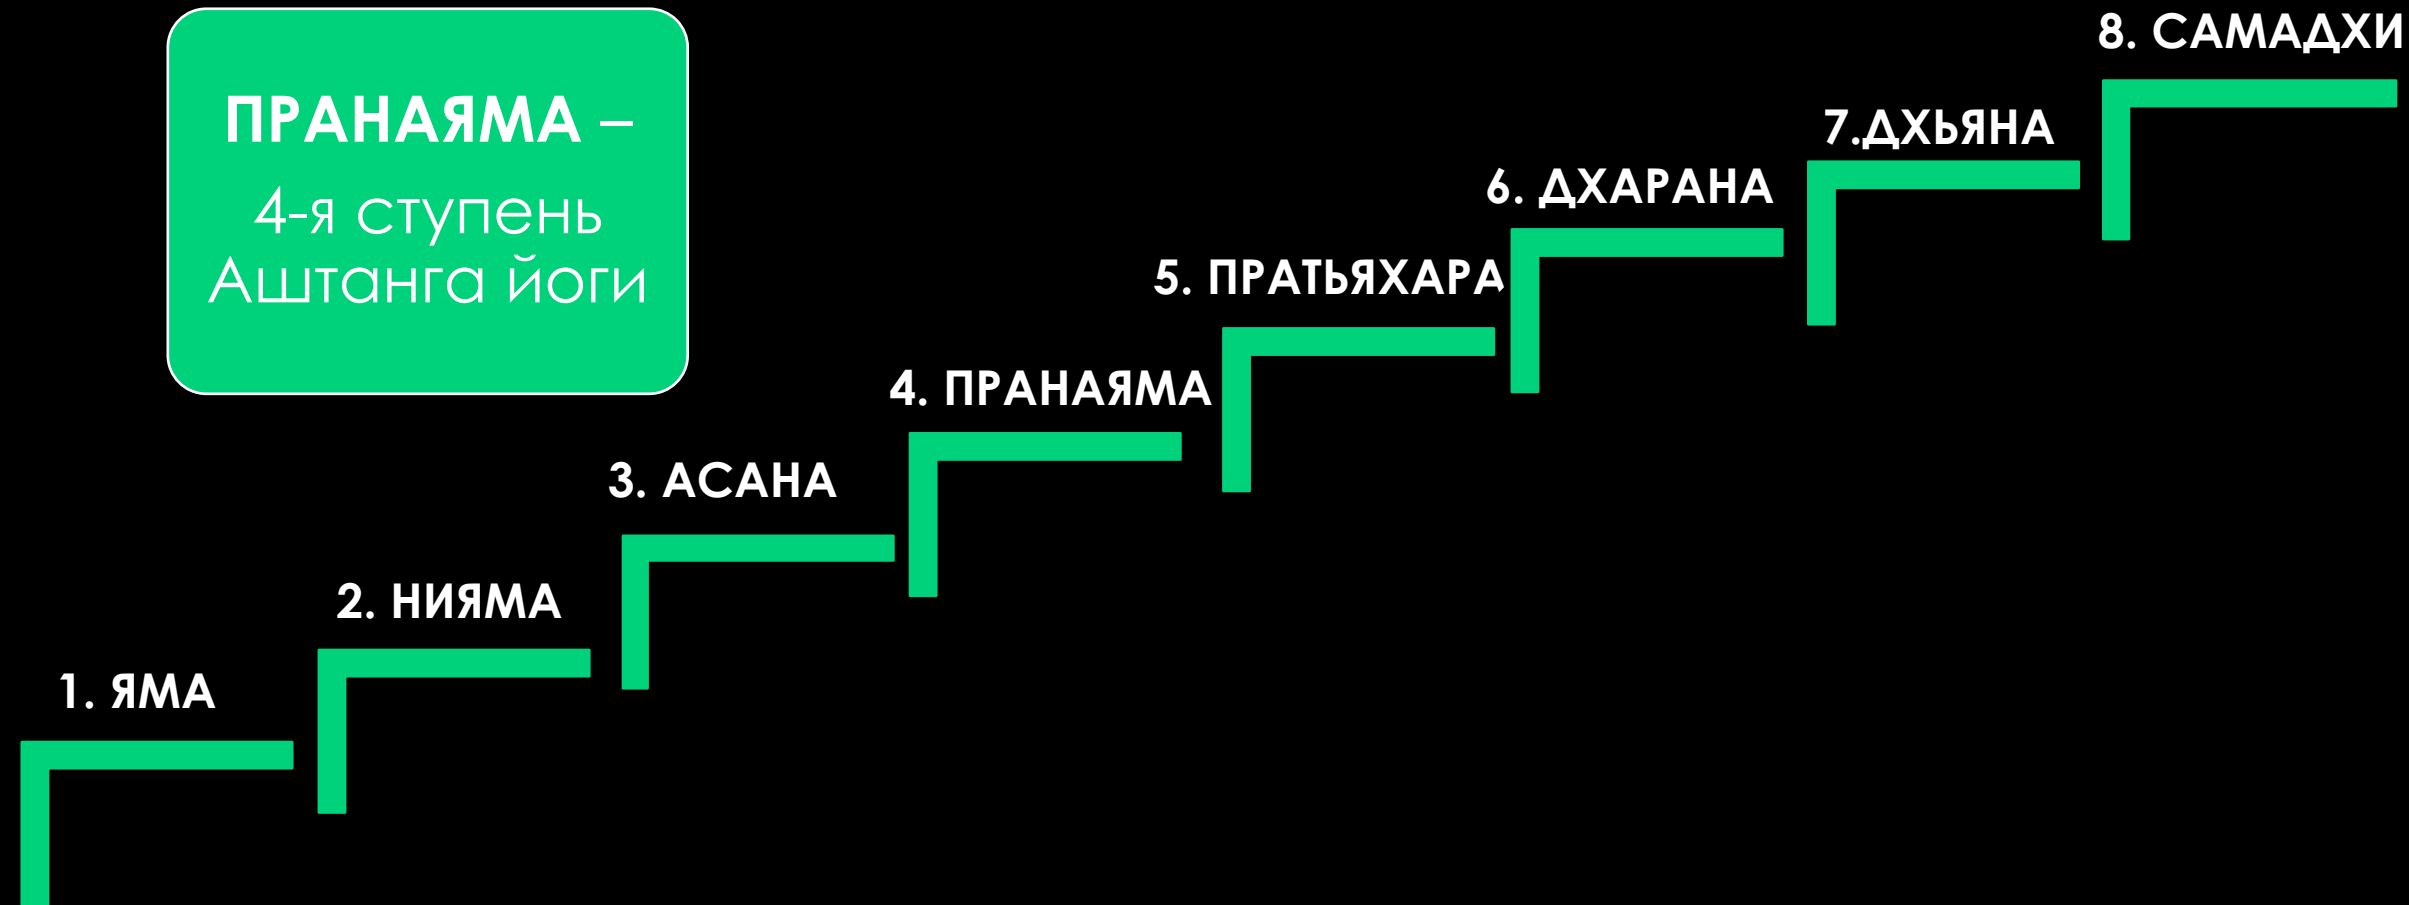 ПРАНАЯМА –
4-я ступень
Аштанга йоги
8. САМАДХИ
7.ДХЬЯНА
6. ДХАРАНА
5. ПРАТЬЯХАРА
4. ПРАНАЯМА
3. АСАНА
2. НИЯМА
1. ЯМА